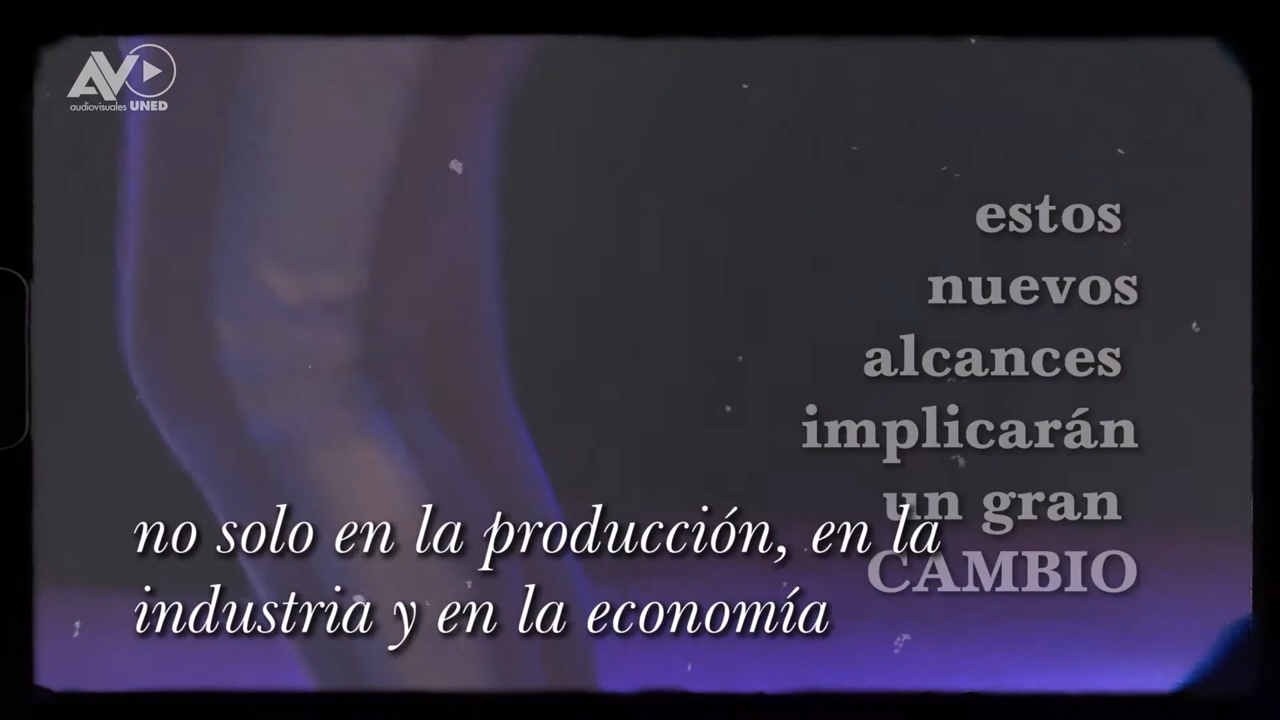 AV
audiovisuales UNED
estos
nuevos
alcances
implicarán
un gran
CAMBIO
no solo en la producción, en la
industria y en la economía